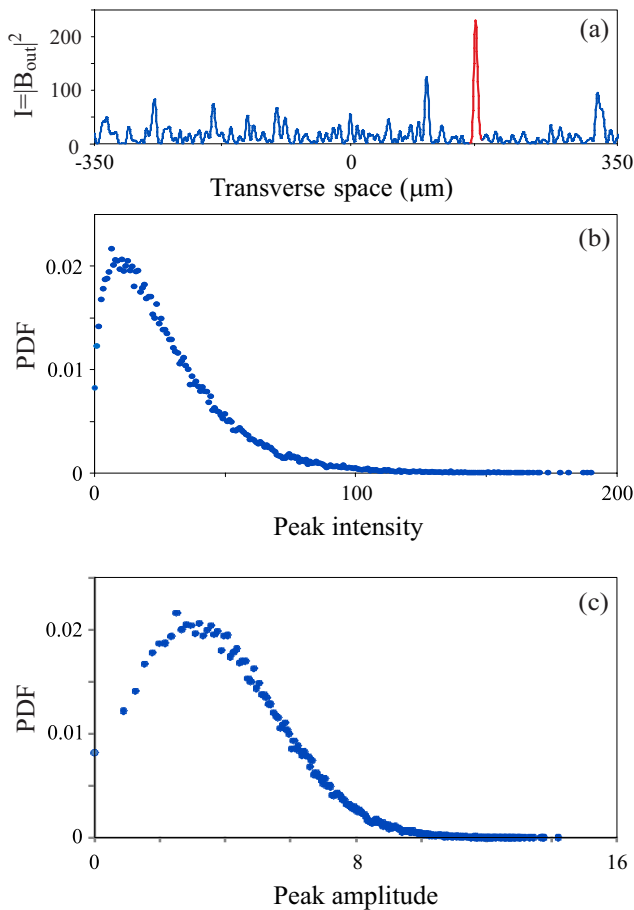 (a)
I=|B_out|²
200
100
0
-350
0
350
Transverse space (μm)
(b)
PDF
0.02
0.01
0
0
100
200
Peak intensity
(c)
PDF
0.02
0.01
0
0
8
16
Peak amplitude